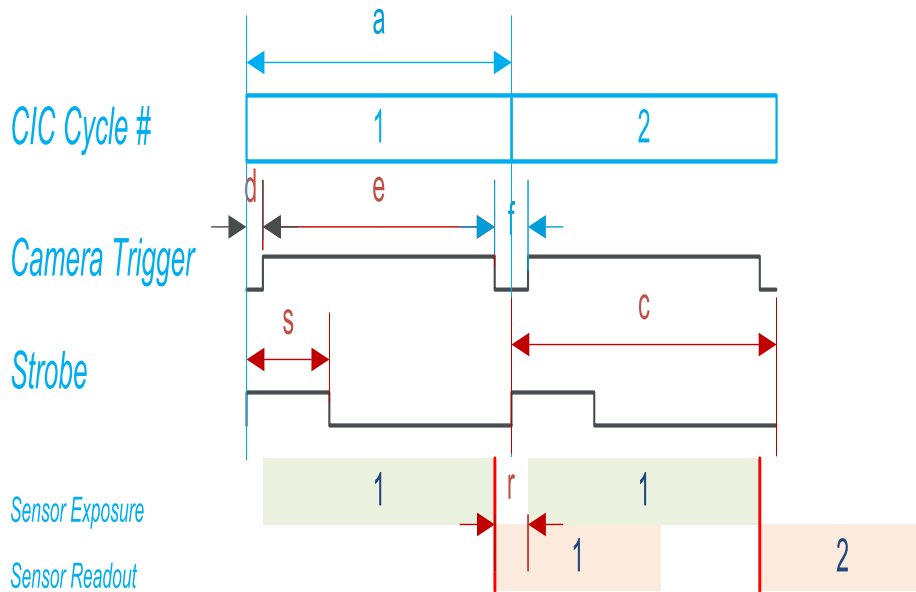 a
CIC Cycle # 1 2
d e f
Camera Trigger
s c
Strobe
1 r 1
Sensor Exposure
1 2
Sensor Readout